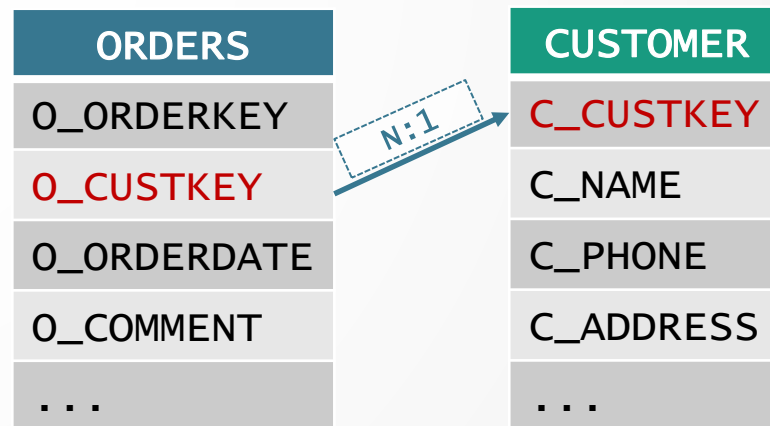 ORDERS
O_ORDERKEY
O_CUSTKEY
O_ORDERDATE
O_COMMENT
...
N:1
CUSTOMER
C_CUSTKEY
C_NAME
C_PHONE
C_ADDRESS
...